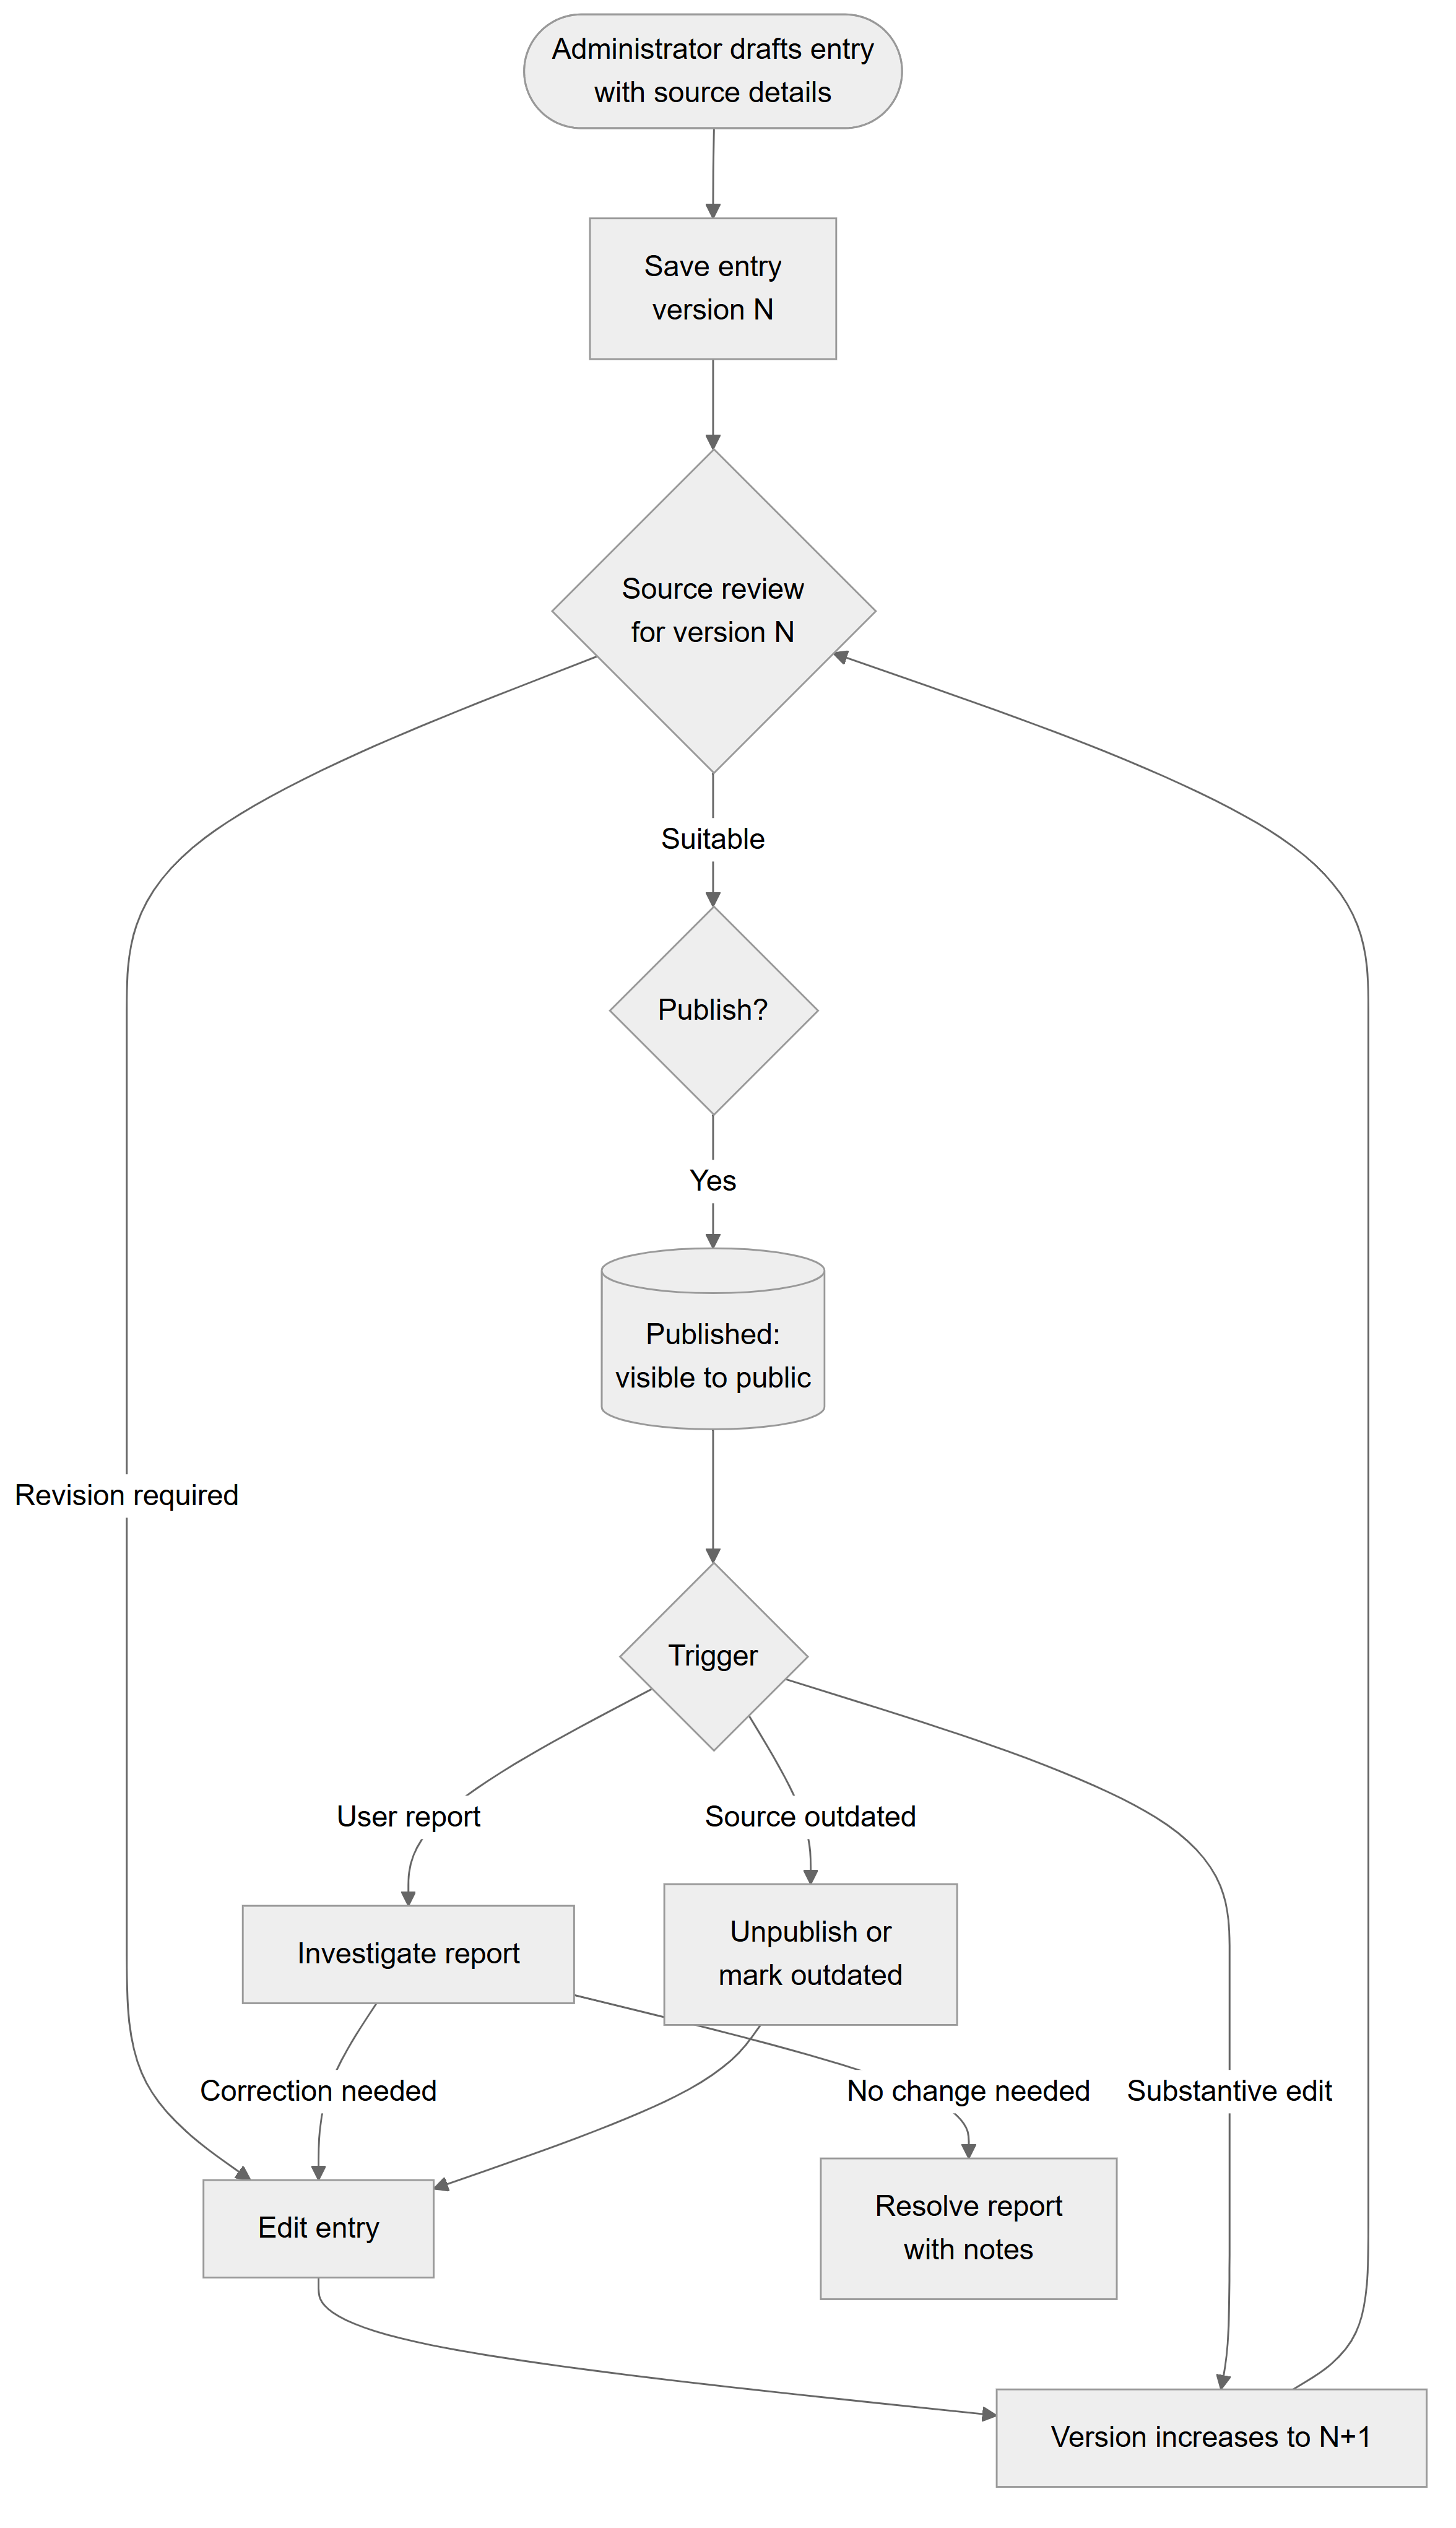 Administrator drafts entry
with source details
Save entry
version N
Source review
for version N
Suitable
Publish?
Yes
Published:
visible to public
Revision required
Trigger
User report
Source outdated
Investigate report
Unpublish or
mark outdated
Correction needed
No change needed
Substantive edit
Edit entry
Resolve report
with notes
Version increases to N+1